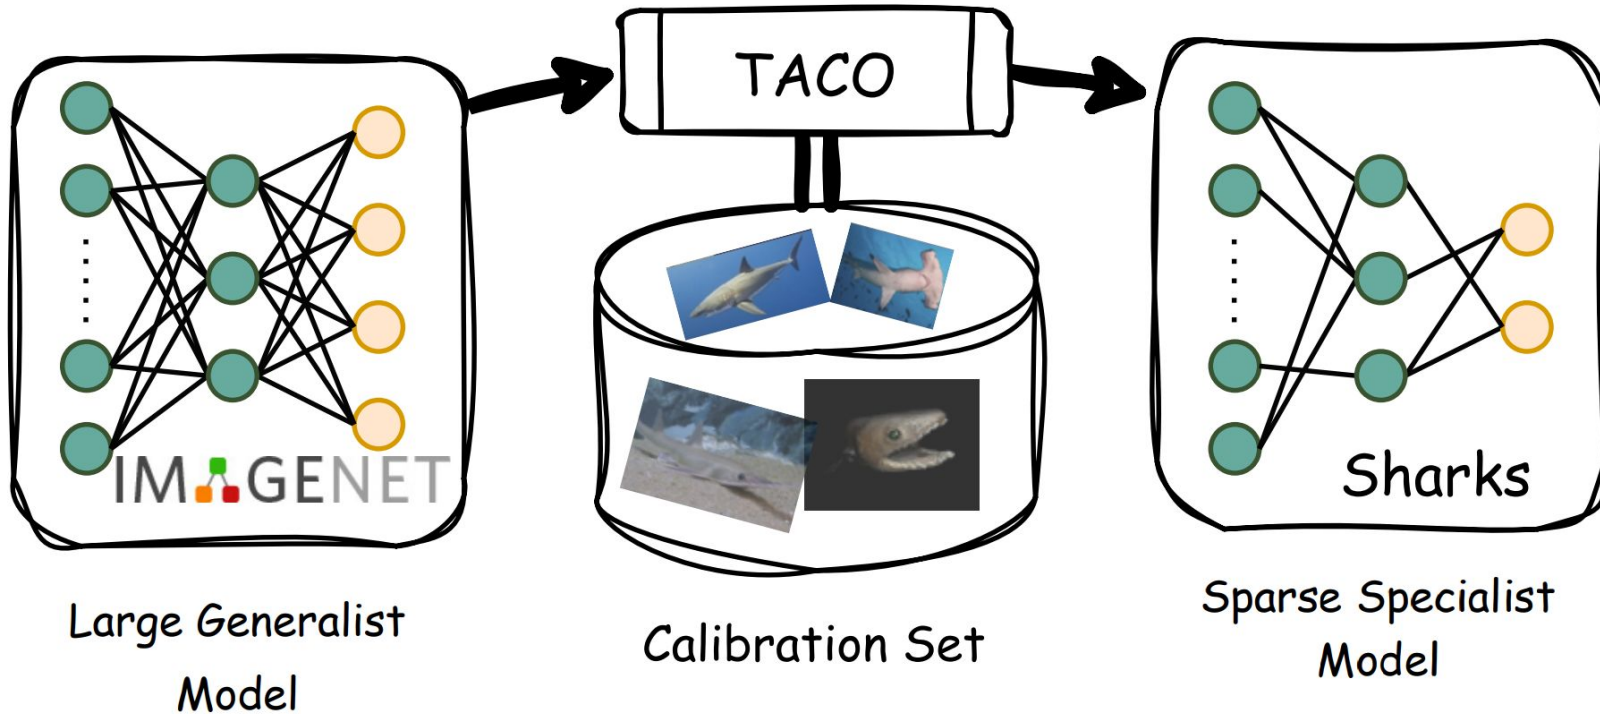 TACO
IMAGENET
Sharks
Large Generalist
Model
Calibration Set
Sparse Specialist
Model